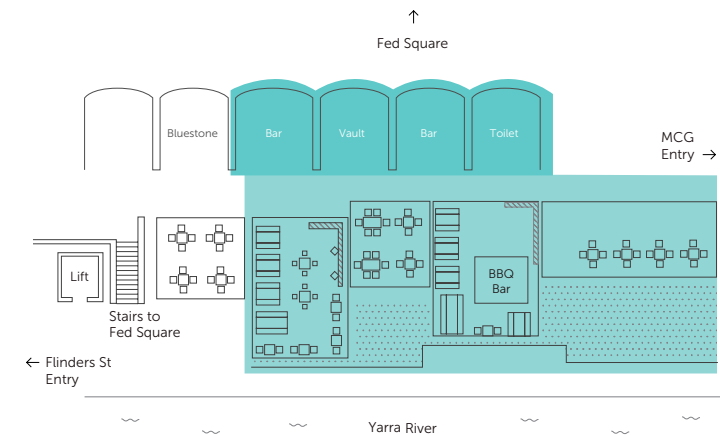 Fed Square
Bluestone
Bar
Vault
Bar
Toilet
MCG
Entry →
Lift
BBQ
Bar
Stairs to
Fed Square
← Flinders St
Entry
Yarra River